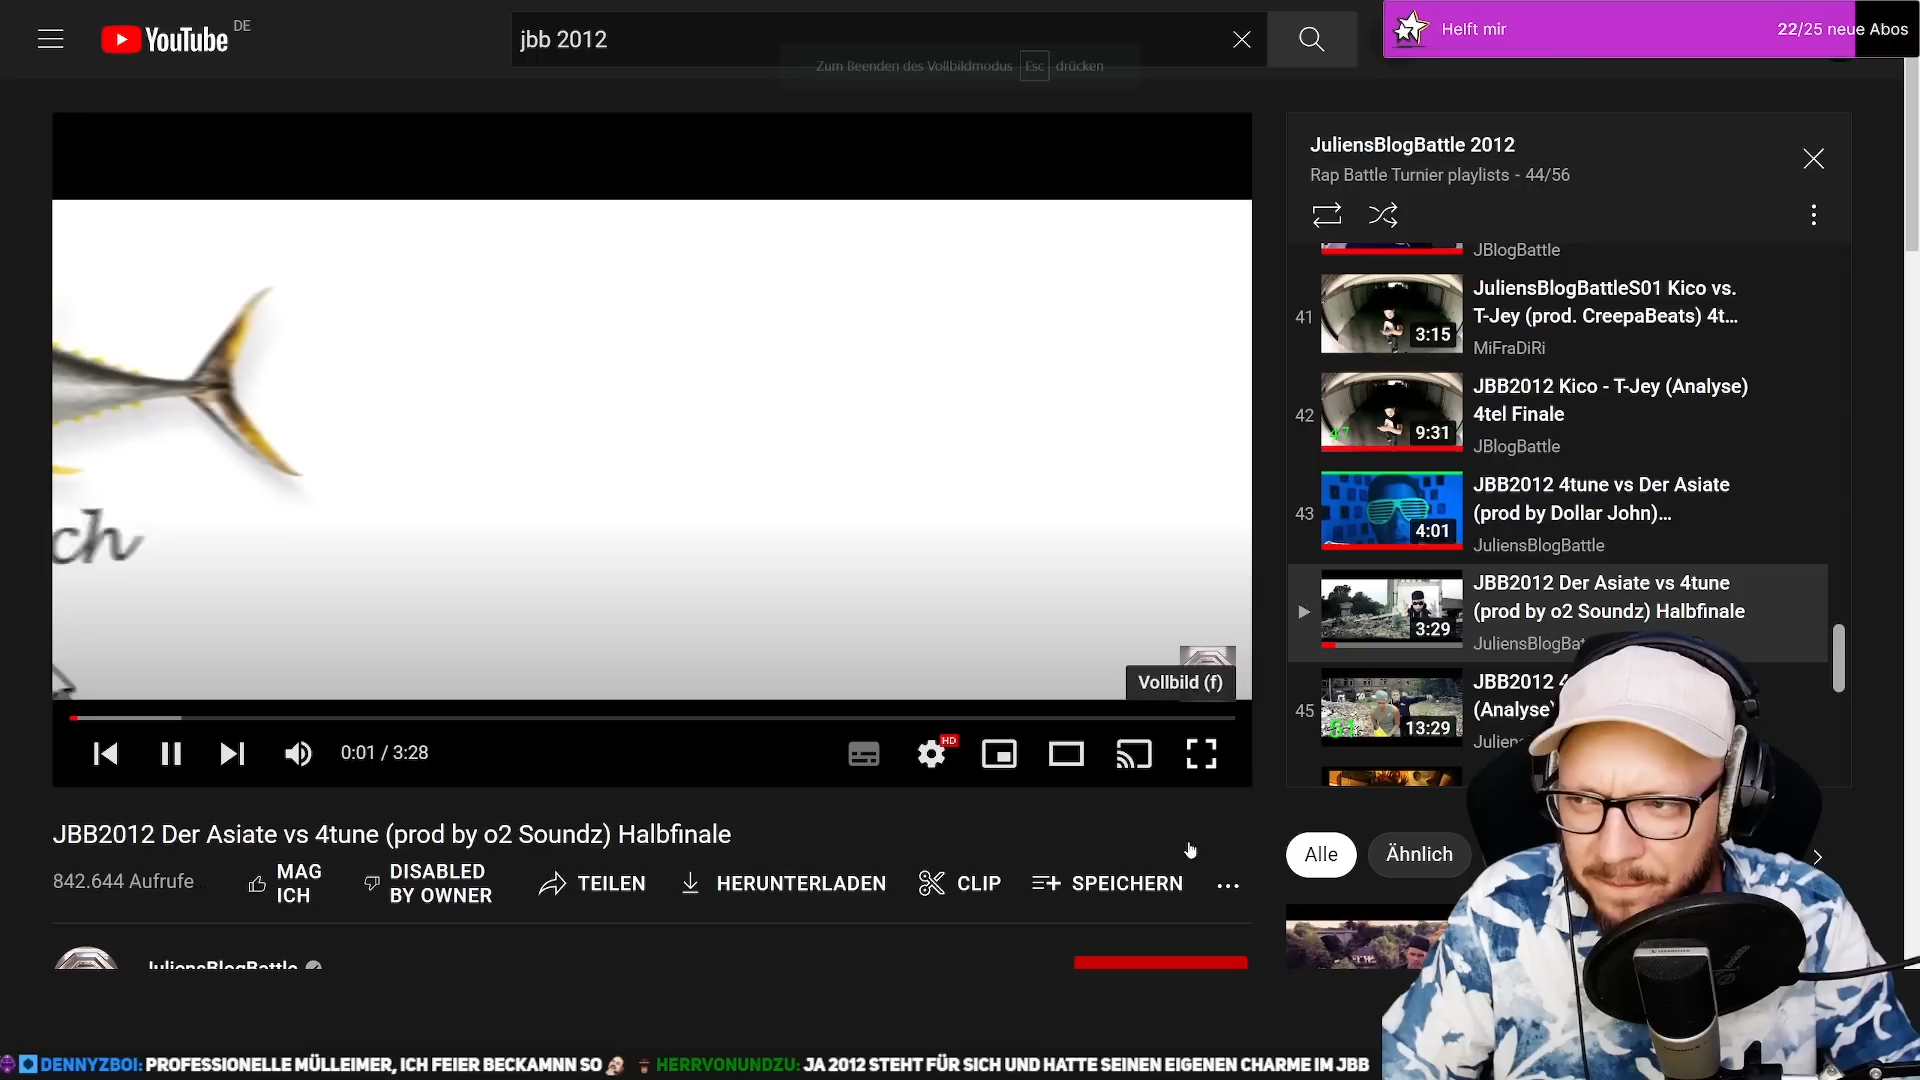 YouTube DE
jbb 2012
Helft mir
22/25 neue Abos
Zum Beenden des Vollbildmodus Esc drücken
ch
Vollbild (f)
0:01 / 3:28
HD
JBB2012 Der Asiate vs 4tune (prod by o2 Soundz) Halbfinale
842.644 Aufrufe
MAG
ICH
DISABLED
BY OWNER
TEILEN
HERUNTERLADEN
CLIP
SPEICHERN
JuliensBlogBattle
JuliensBlogBattle 2012
Rap Battle Turnier playlists - 44/56
JBlogBattle
41
3:15
JuliensBlogBattleS01 Kico vs.
T-Jey (prod. CreepaBeats) 4t...
MiFraDiRi
42
47
9:31
JBB2012 Kico - T-Jey (Analyse)
4tel Finale
JBlogBattle
43
4:01
JBB2012 4tune vs Der Asiate
(prod by Dollar John)...
JuliensBlogBattle
3:29
JBB2012 Der Asiate vs 4tune
(prod by o2 Soundz) Halbfinale
JuliensBlogBat
45
51
13:29
JBB2012 4
(Analyse)
Julien
Alle
Ähnlich
DENNYZBOI: PROFESSIONELLE MÜLLEIMER, ICH FEIER BECKAMNN SO
HERRVONUNDZU: JA 2012 STEHT FÜR SICH UND HATTE SEINEN EIGENEN CHARME IM JBB